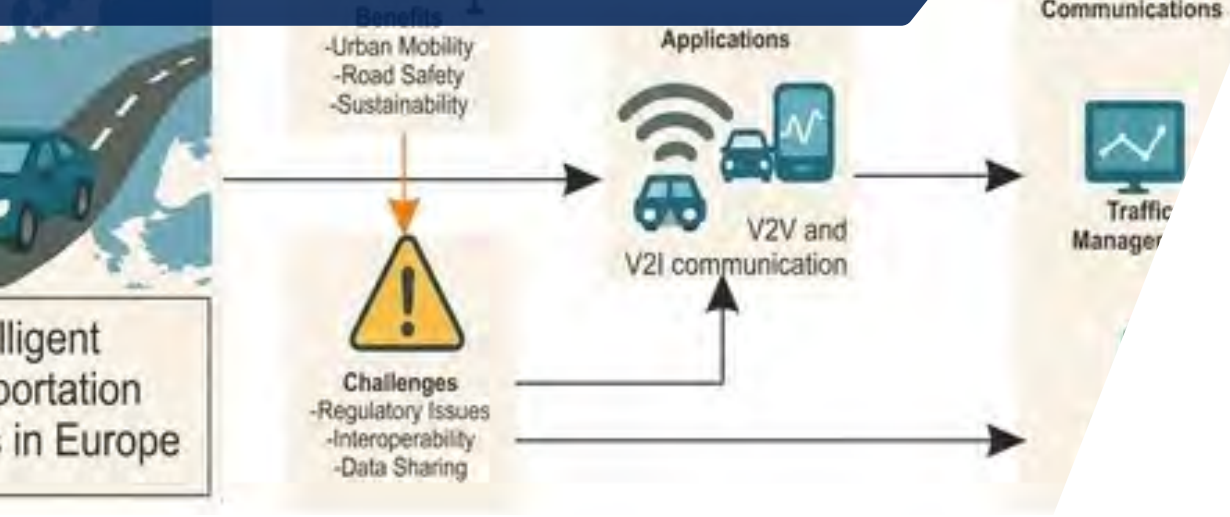 Benefits
-Urban Mobility
-Road Safety
-Sustainability
Applications
V2V and
V2I communication
Communications
Traffic
Manager
lligent
portation
s in Europe
Challenges
-Regulatory Issues
-Interoperability
-Data Sharing